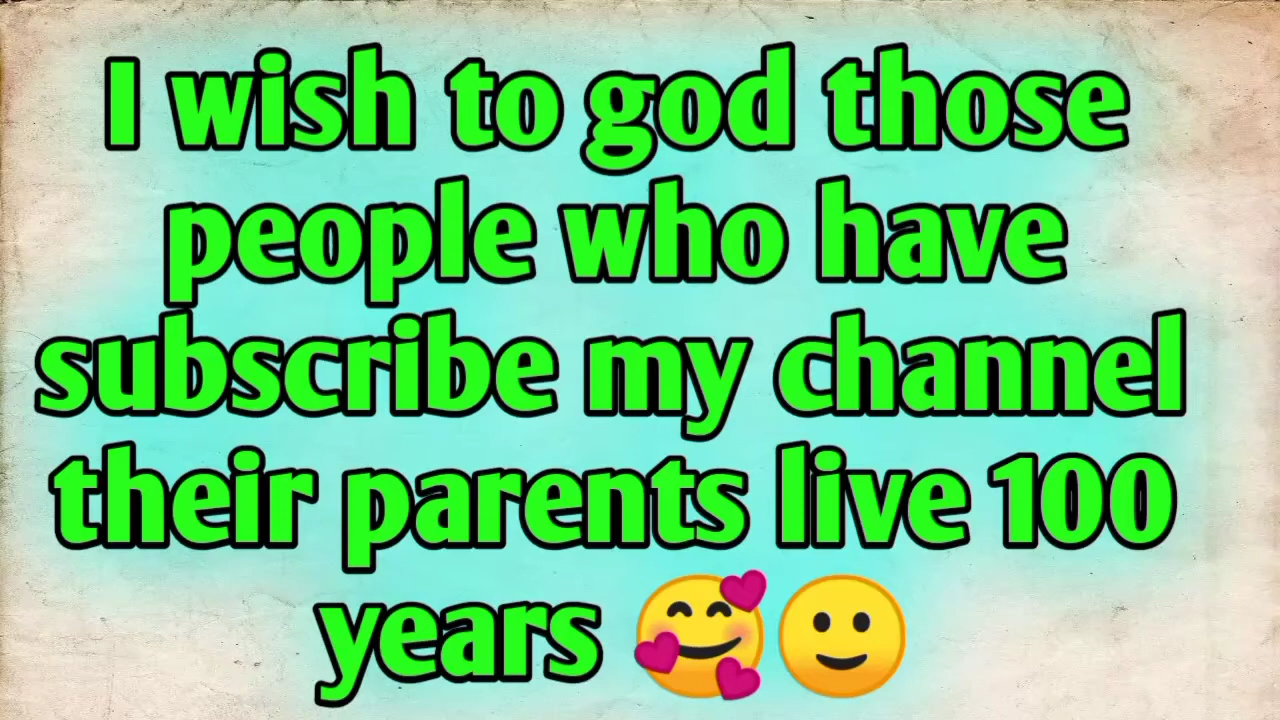 I wish to god those
people who have
subscribe my channel
their parents live 100
years 🥰🙂